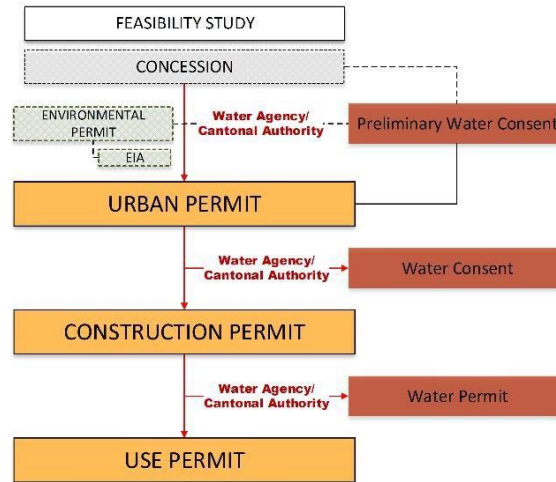 FEASIBILITY STUDY
CONCESSION
ENVIRONMENTAL
PERMIT
EIA
Water Agency/
Cantonal Authority
Preliminary Water Consent
URBAN PERMIT
Water Agency/
Cantonal Authority
Water Consent
CONSTRUCTION PERMIT
Water Agency/
Cantonal Authority
Water Permit
USE PERMIT